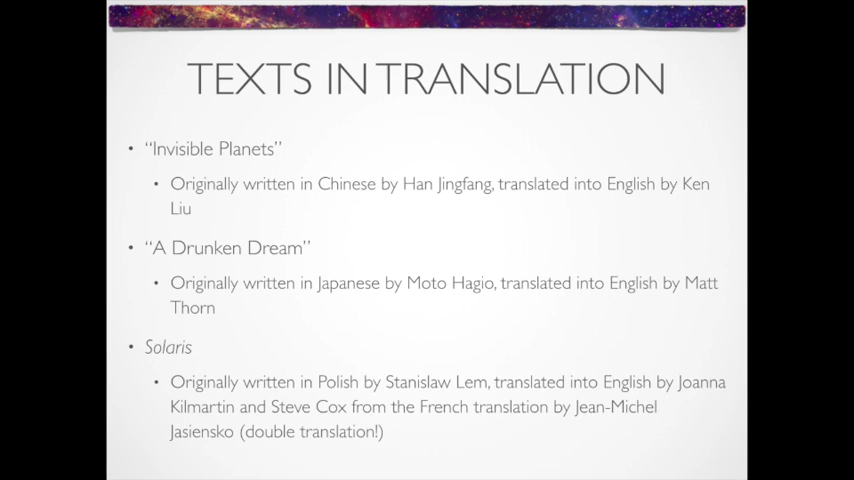 TEXTS IN TRANSLATION
• “Invisible Planets”
• Originally written in Chinese by Han Jingfang, translated into English by Ken
Liu
• “A Drunken Dream”
• Originally written in Japanese by Moto Hagio, translated into English by Matt
Thorn
• Solaris
• Originally written in Polish by Stanislaw Lem, translated into English by Joanna
Kilmartin and Steve Cox from the French translation by Jean-Michel
Jasiensko (double translation!)